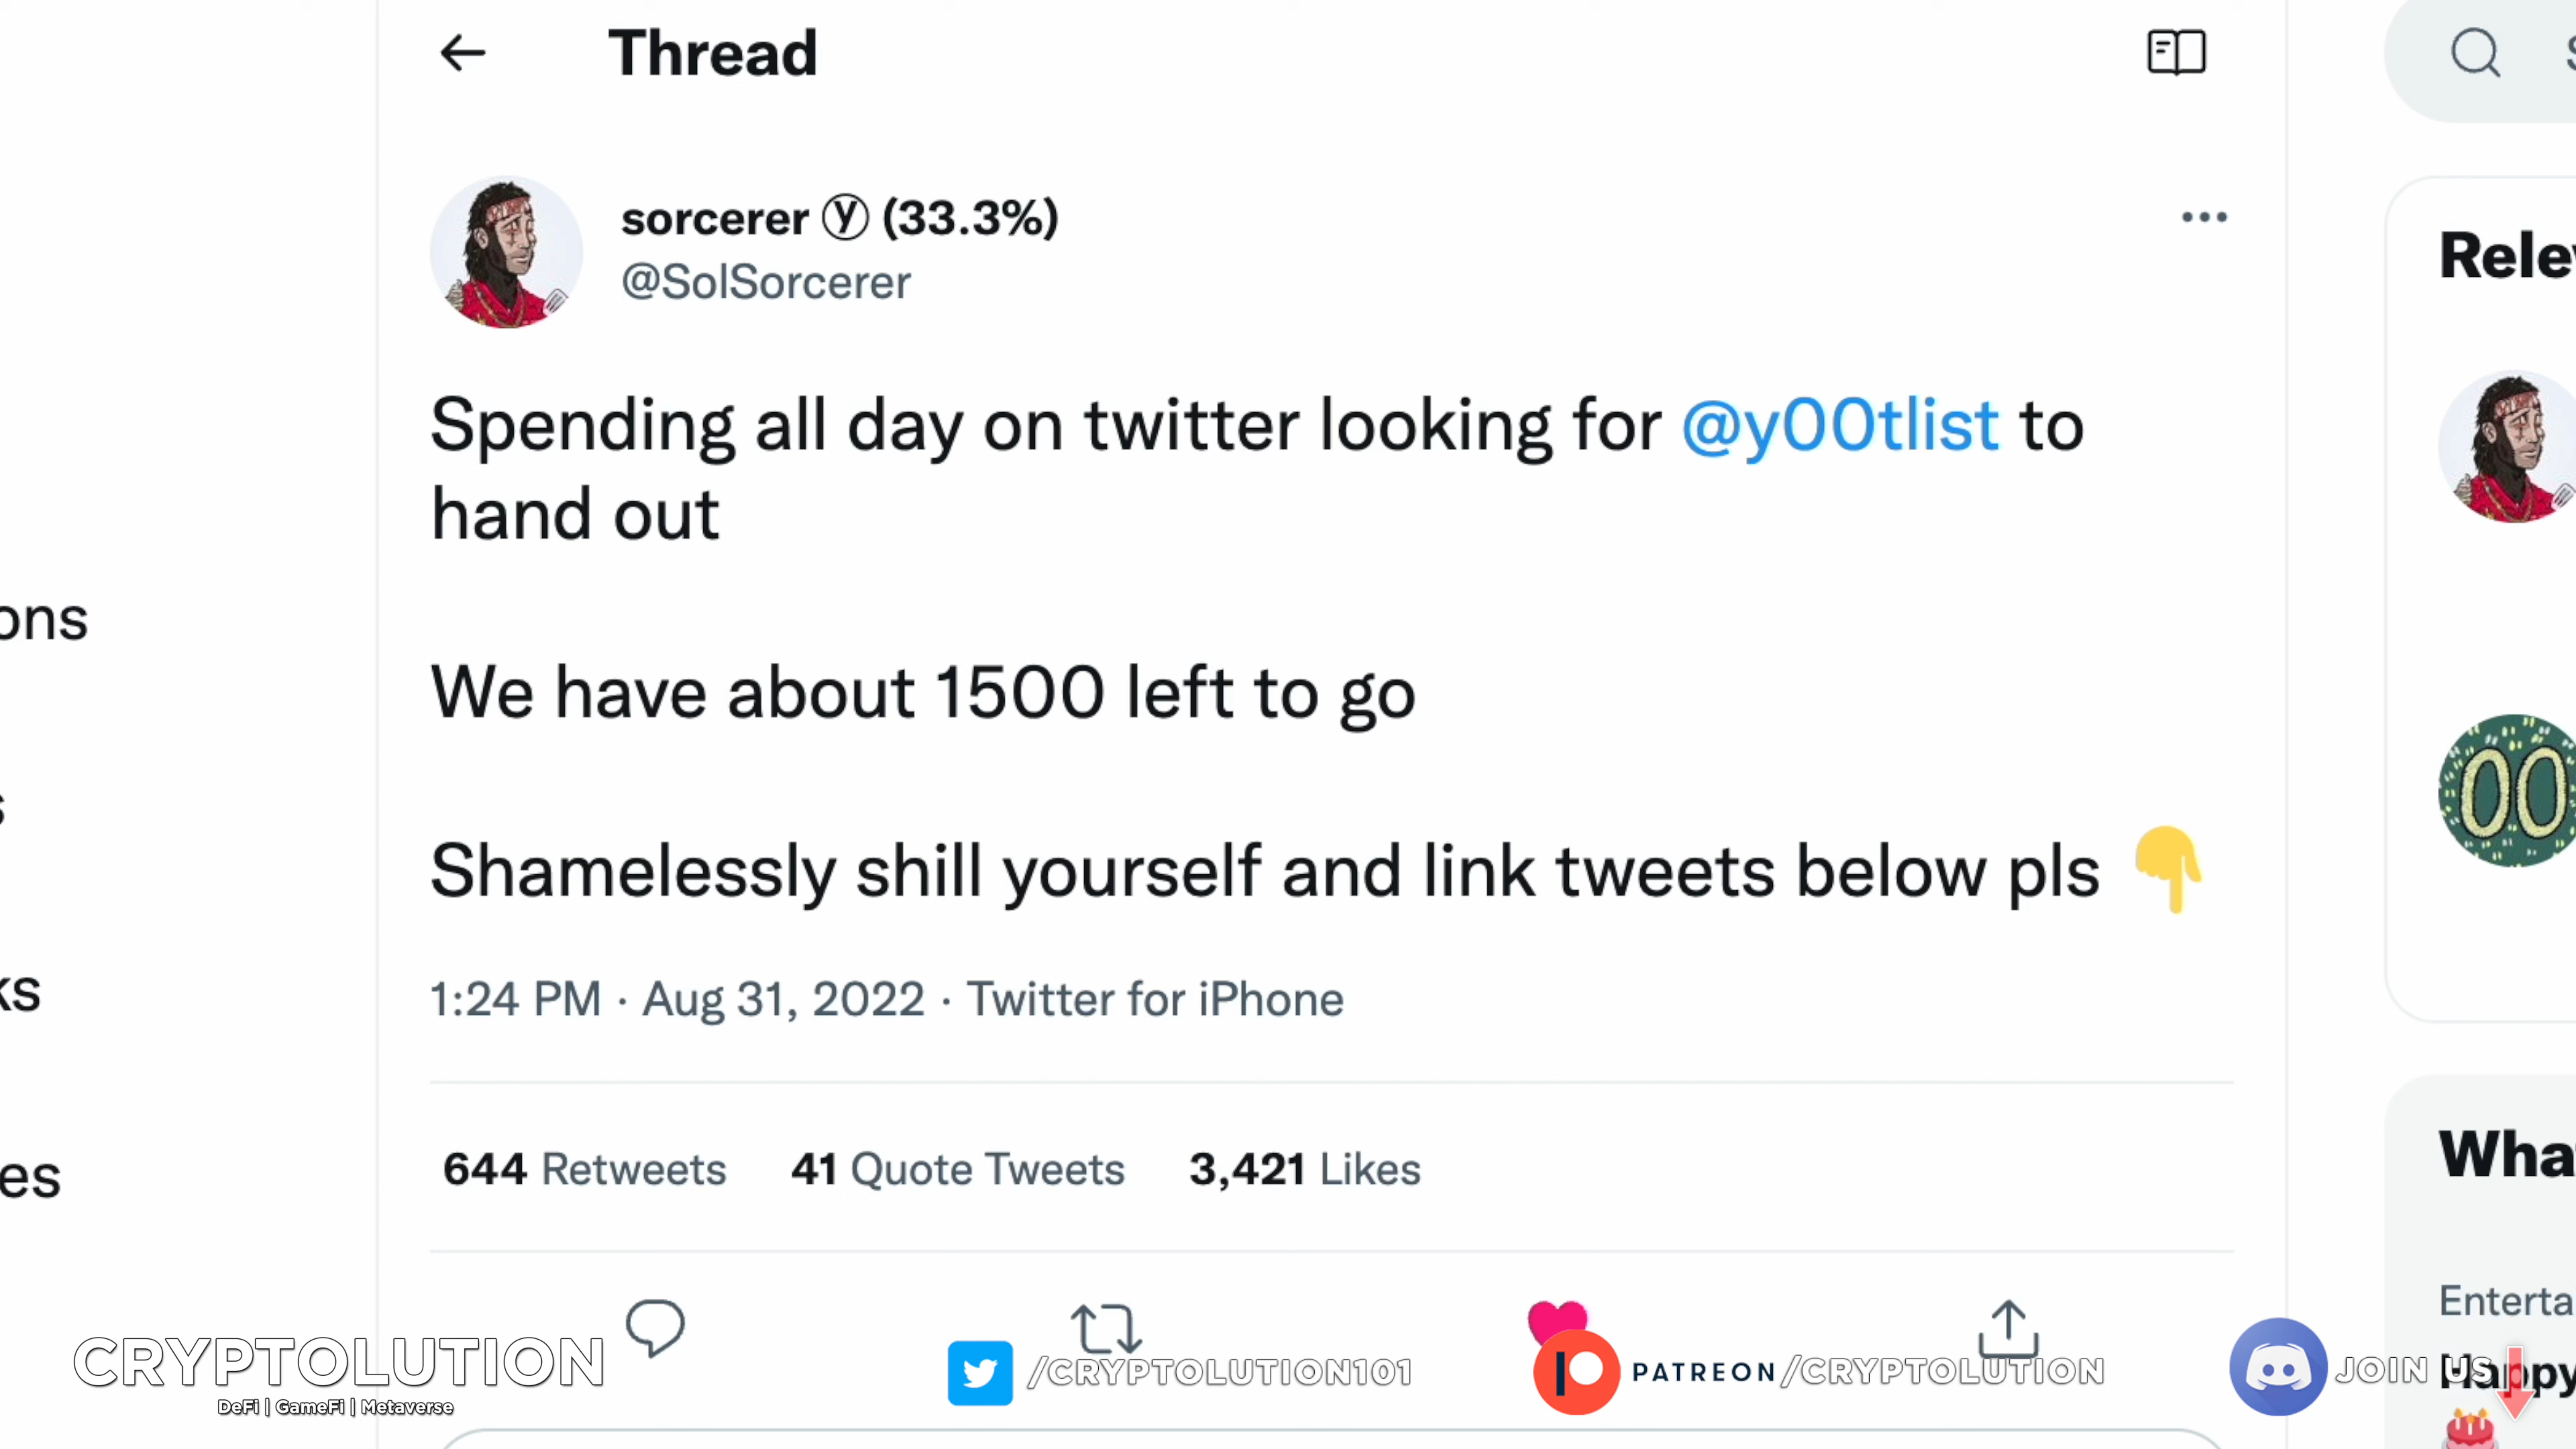 Thread
sorcerer Ⓨ (33.3%)
@SolSorcerer
Spending all day on twitter looking for @y00tlist to
hand out
We have about 1500 left to go
Shamelessly shill yourself and link tweets below pls 👇
1:24 PM · Aug 31, 2022 · Twitter for iPhone
644 Retweets 41 Quote Tweets 3,421 Likes
ons
s
ks
es
Rele
00
Wha
Enterta
Happy
CRYPTOLUTION
DeFi | GameFi | Metaverse
/CRYPTOLUTION101
PATREON/CRYPTOLUTION
JOIN US